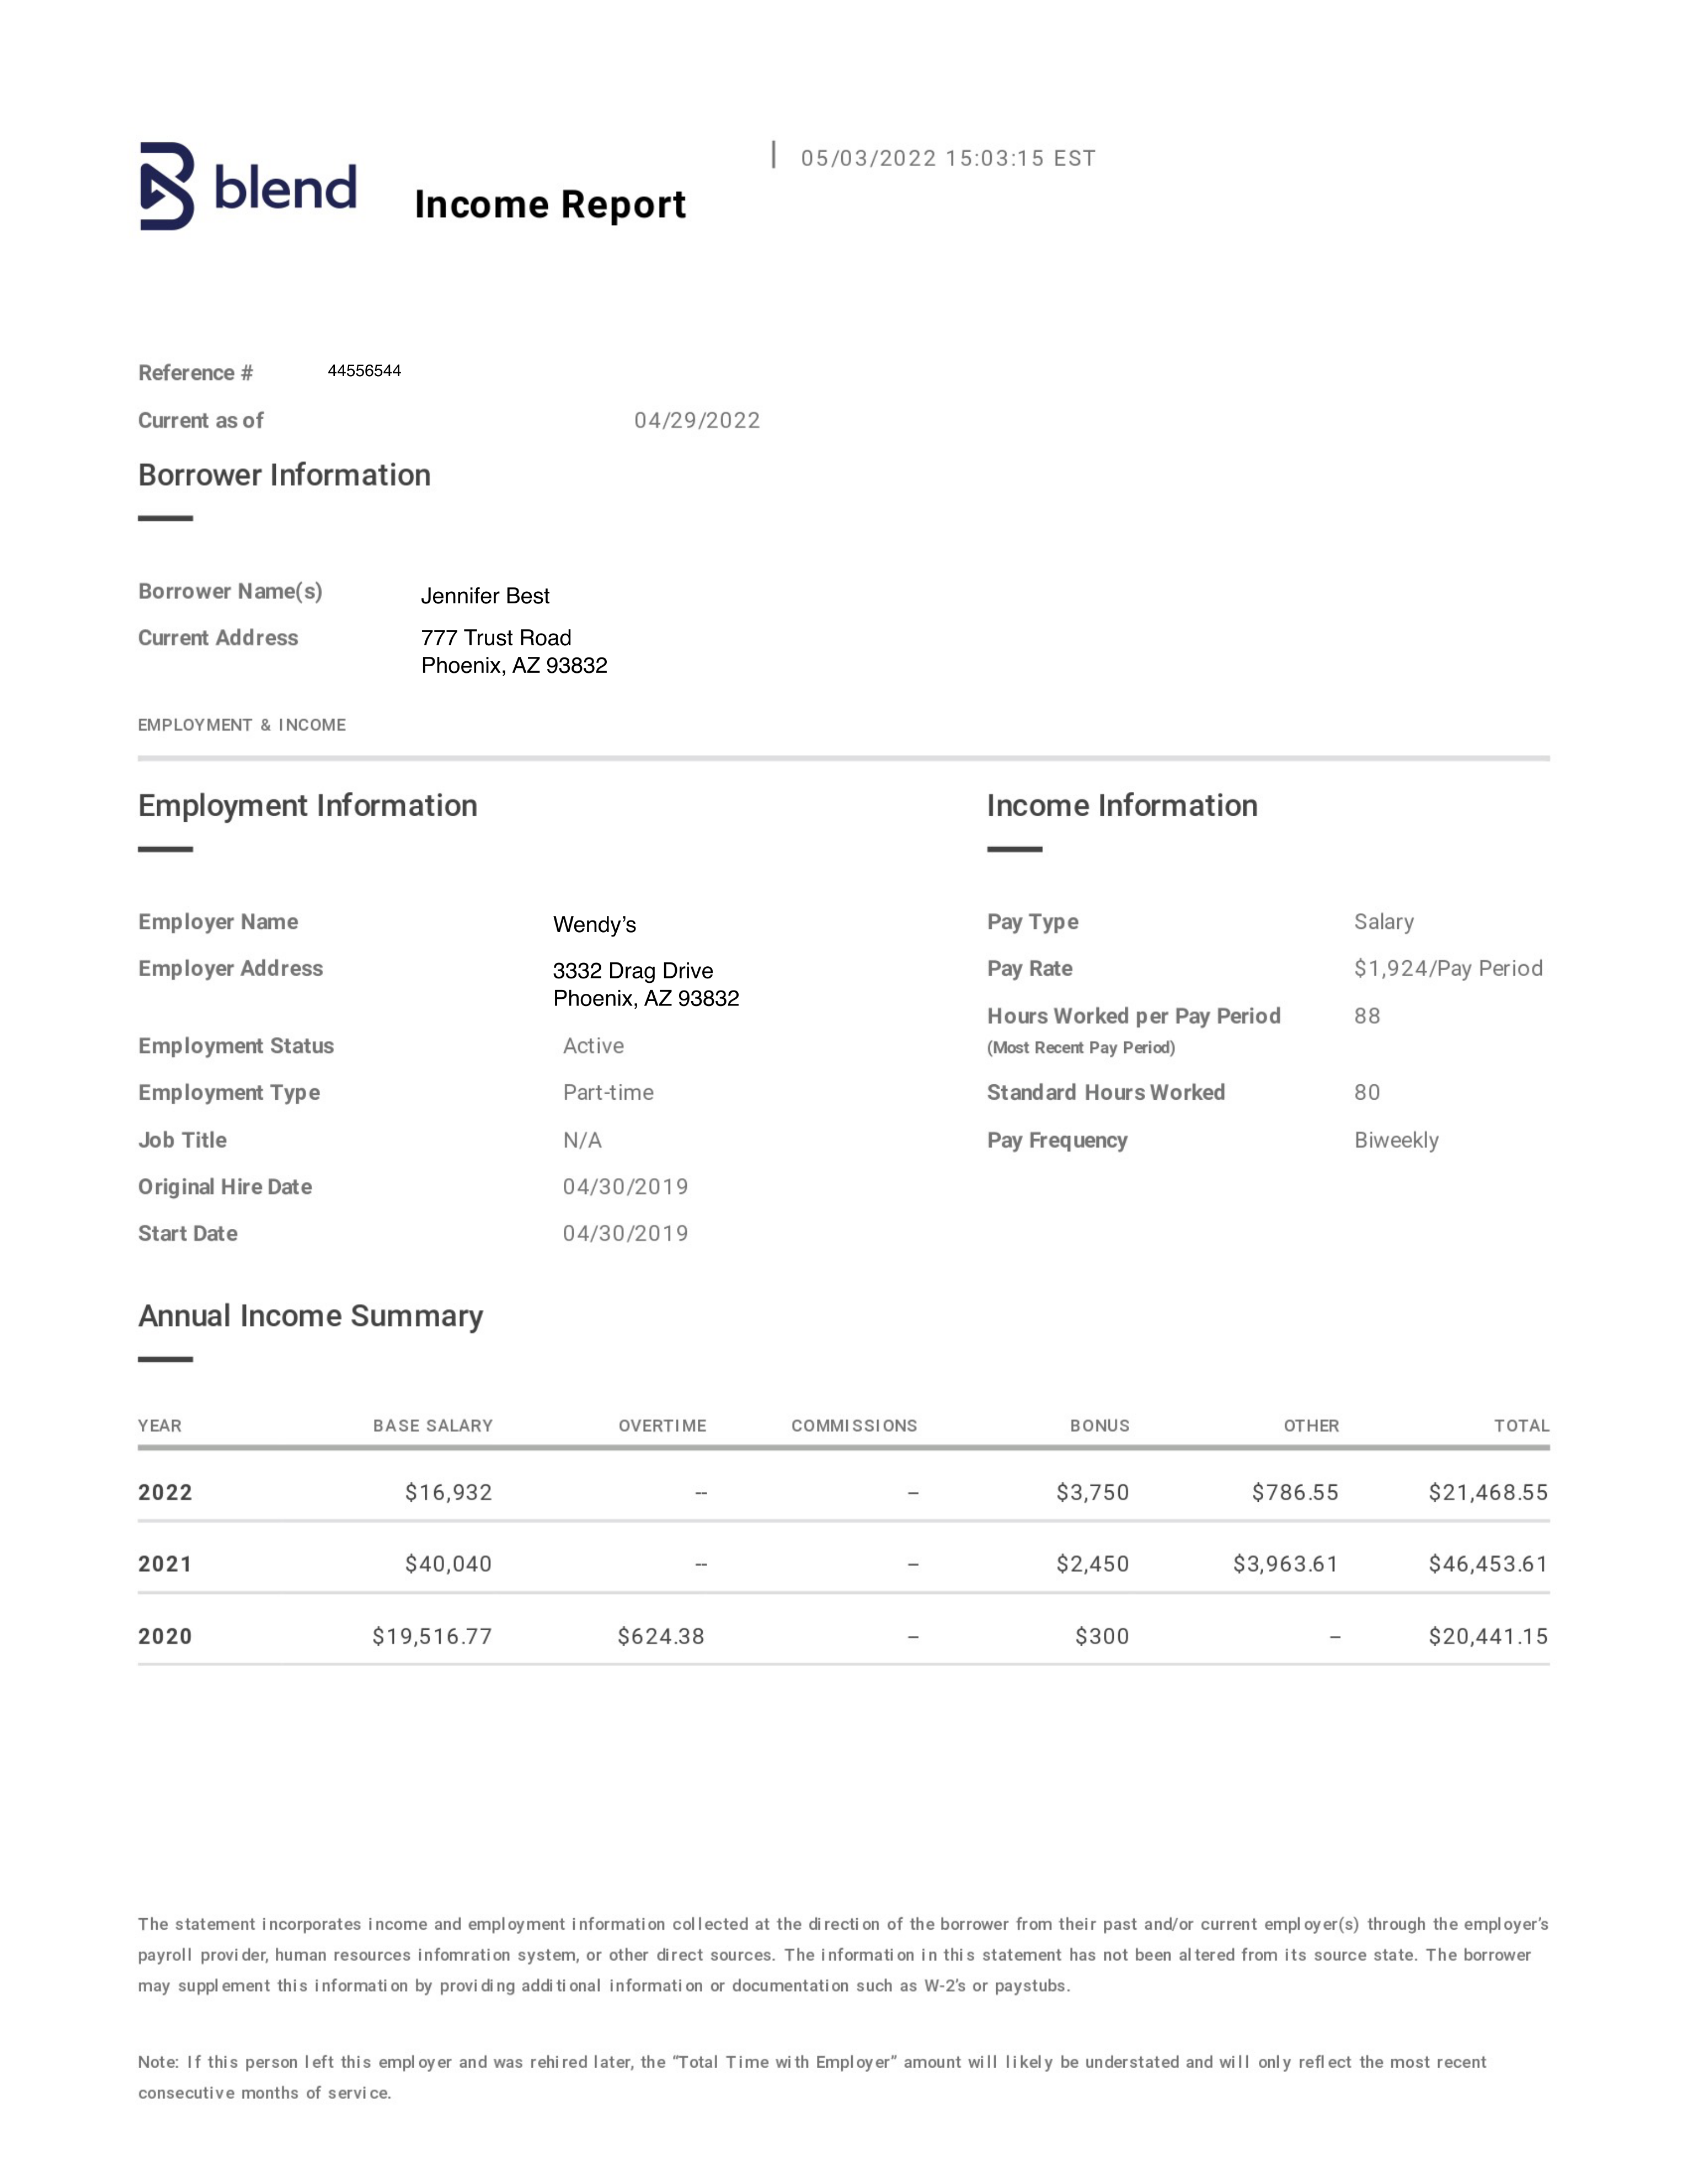 blend
Income Report
| 05/03/2022 15:03:15 EST
Reference # 44556544
Current as of 04/29/2022
Borrower Information
Borrower Name(s) Jennifer Best
Current Address 777 Trust Road
Phoenix, AZ 93832
EMPLOYMENT & INCOME
Employment Information
Employer Name Wendy’s
Employer Address 3332 Drag Drive
Phoenix, AZ 93832
Employment Status Active
Employment Type Part-time
Job Title N/A
Original Hire Date 04/30/2019
Start Date 04/30/2019
Income Information
Pay Type Salary
Pay Rate $1,924/Pay Period
Hours Worked per Pay Period 88
(Most Recent Pay Period)
Standard Hours Worked 80
Pay Frequency Biweekly
Annual Income Summary
YEAR BASE SALARY OVERTIME COMMISSIONS BONUS OTHER TOTAL
2022 $16,932 -- – $3,750 $786.55 $21,468.55
2021 $40,040 -- – $2,450 $3,963.61 $46,453.61
2020 $19,516.77 $624.38 – $300 – $20,441.15
The statement incorporates income and employment information collected at the direction of the borrower from their past and/or current employer(s) through the employer’s
payroll provider, human resources infomration system, or other direct sources. The information in this statement has not been altered from its source state. The borrower
may supplement this information by providing additional information or documentation such as W-2’s or paystubs.
Note: If this person left this employer and was rehired later, the “Total Time with Employer” amount will likely be understated and will only reflect the most recent
consecutive months of service.